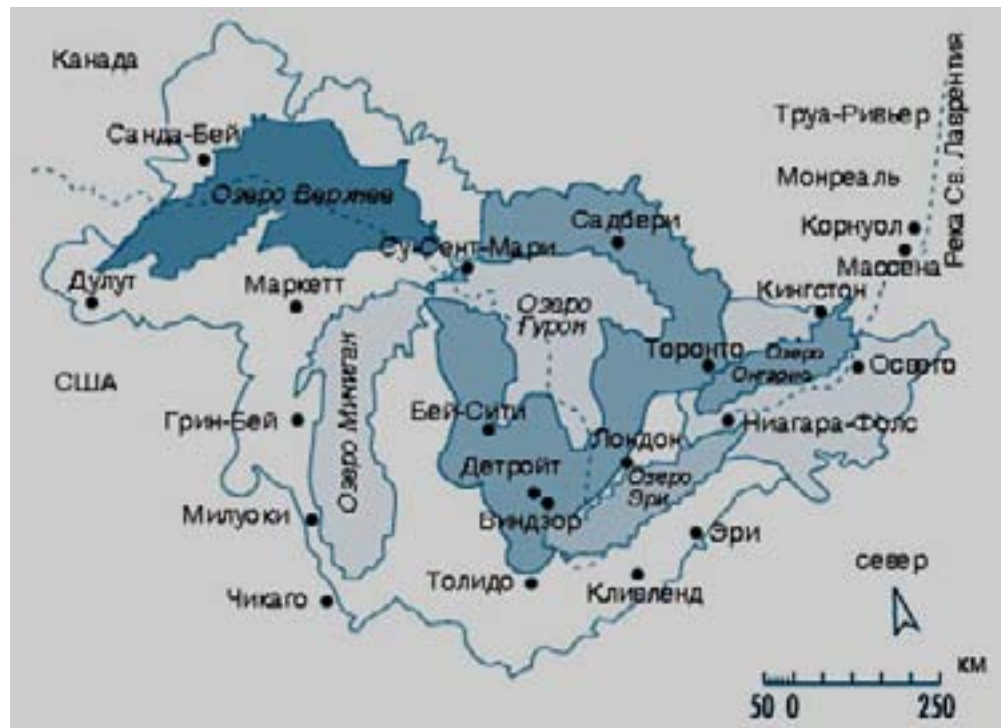 Канада
Санда-Бей
Озеро Верхнее
Труа-Ривьер
Монреаль
Корнуол
Массена
Река Св. Лаврентия
Садбери
Су-Сент-Мари
Дулут
Маркетт
Озеро
Гурон
Кингстон
Торонто
Озеро
Онтарио
Освего
США
Озеро Мичиган
Грин-Бей
Бей-Сити
Ниагара-Фолс
Лондон
Детройт
Озеро
Эри
Виндзор
Милуоки
Эри
Толидо
Кливленд
Чикаго
север
км
50 0 250